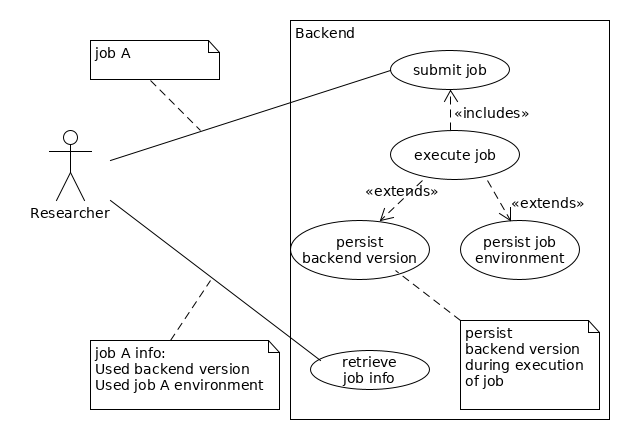 Backend
job A
submit job
«includes»
execute job
«extends»
«extends»
Researcher
persist
backend version
persist job
environment
job A info:
Used backend version
Used job A environment
retrieve
job info
persist
backend version
during execution
of job